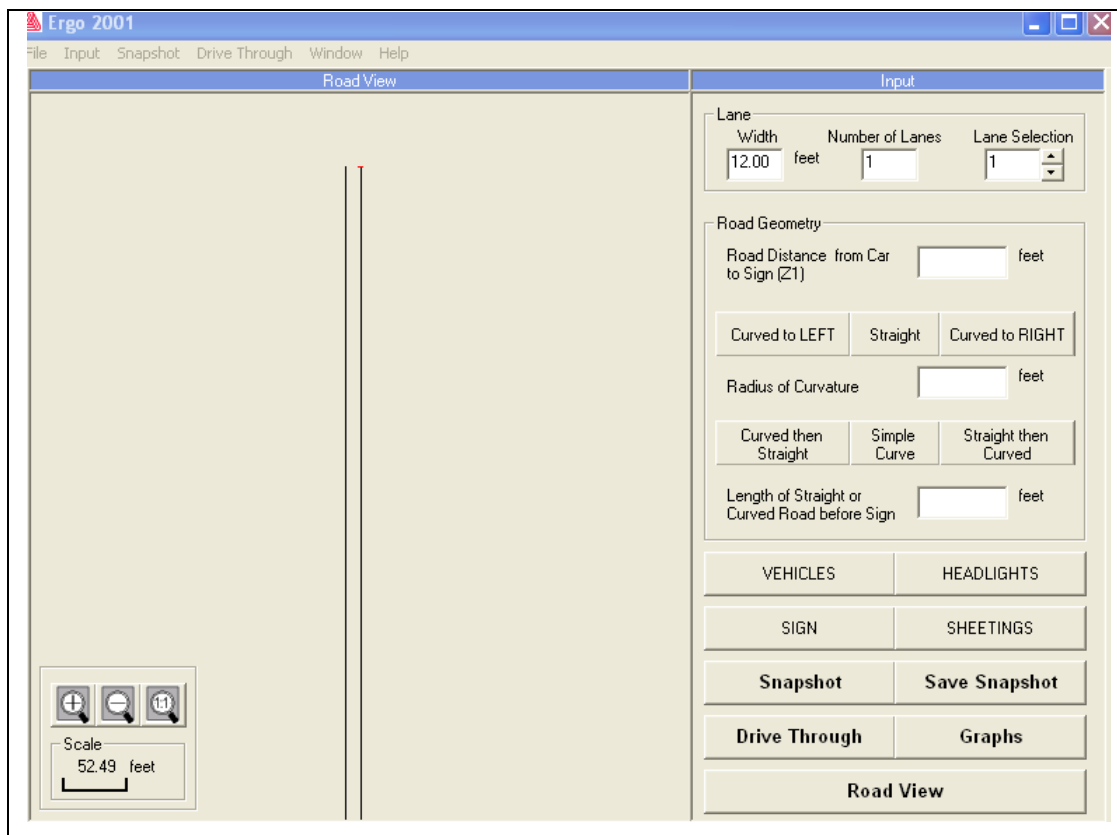 Ergo 2001
File Input Snapshot Drive Through Window Help
Road View
Input
Lane
Width Number of Lanes Lane Selection
12.00 feet 1 1
Road Geometry
Road Distance from Car feet
to Sign (Z1)
Curved to LEFT Straight Curved to RIGHT
Radius of Curvature feet
Curved then Simple Straight then
Straight Curve Curved
Length of Straight or feet
Curved Road before Sign
VEHICLES HEADLIGHTS
SIGN SHEETINGS
Snapshot Save Snapshot
Drive Through Graphs
Road View
1:1
Scale
52.49 feet